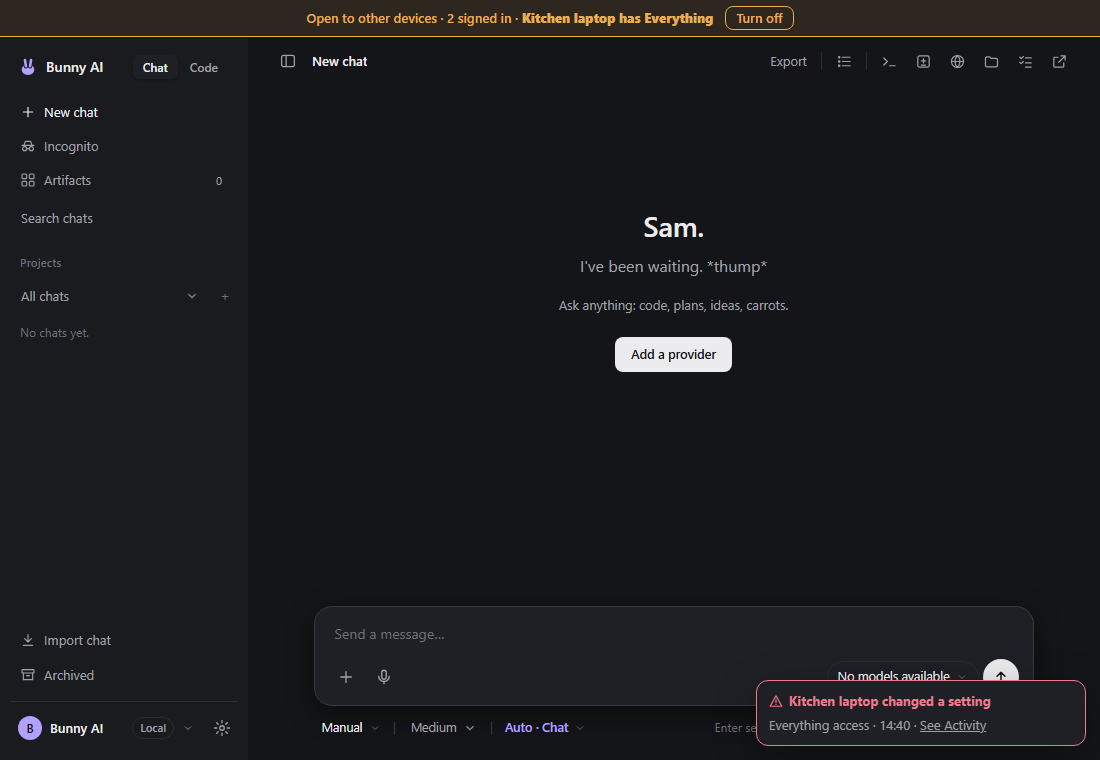 Open to other devices · 2 signed in · Kitchen laptop has Everything Turn off
Bunny AI Chat Code
New chat Export
New chat
Incognito
Artifacts 0
Search chats
Projects
All chats
No chats yet.
Sam.
I've been waiting. *thump*
Ask anything: code, plans, ideas, carrots.
Add a provider
Send a message...
No models available
Import chat
Archived
B Bunny AI Local
Manual Medium Auto · Chat Enter
Kitchen laptop changed a setting
Everything access · 14:40 · See Activity